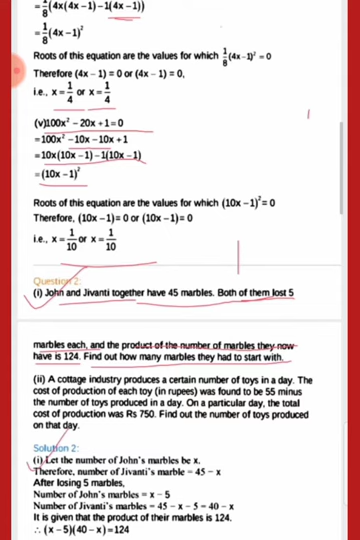 =1/8(4x(4x−1)−1(4x−1))
=1/8(4x−1)²
Roots of this equation are the values for which 1/8(4x−1)²=0
Therefore (4x−1)=0 or (4x−1)=0,
i.e., x=1/4 or x=1/4
(v)100x²−20x+1=0
=100x²−10x−10x+1
=10x(10x−1)−1(10x−1)
=(10x−1)²
Roots of this equation are the values for which (10x−1)²=0
Therefore, (10x−1)=0 or (10x−1)=0
i.e., x=1/10 or x=1/10
Question 2:
(i) John and Jivanti together have 45 marbles. Both of them lost 5
marbles each, and the product of the number of marbles they now
have is 124. Find out how many marbles they had to start with.
(ii) A cottage industry produces a certain number of toys in a day. The
cost of production of each toy (in rupees) was found to be 55 minus
the number of toys produced in a day. On a particular day, the total
cost of production was Rs 750. Find out the number of toys produced
on that day.
Solution 2:
(i) Let the number of John's marbles be x.
Therefore, number of Jivanti's marble = 45 − x
After losing 5 marbles,
Number of John's marbles = x − 5
Number of Jivanti's marbles = 45 − x − 5 = 40 − x
It is given that the product of their marbles is 124.
∴ (x−5)(40−x)=124